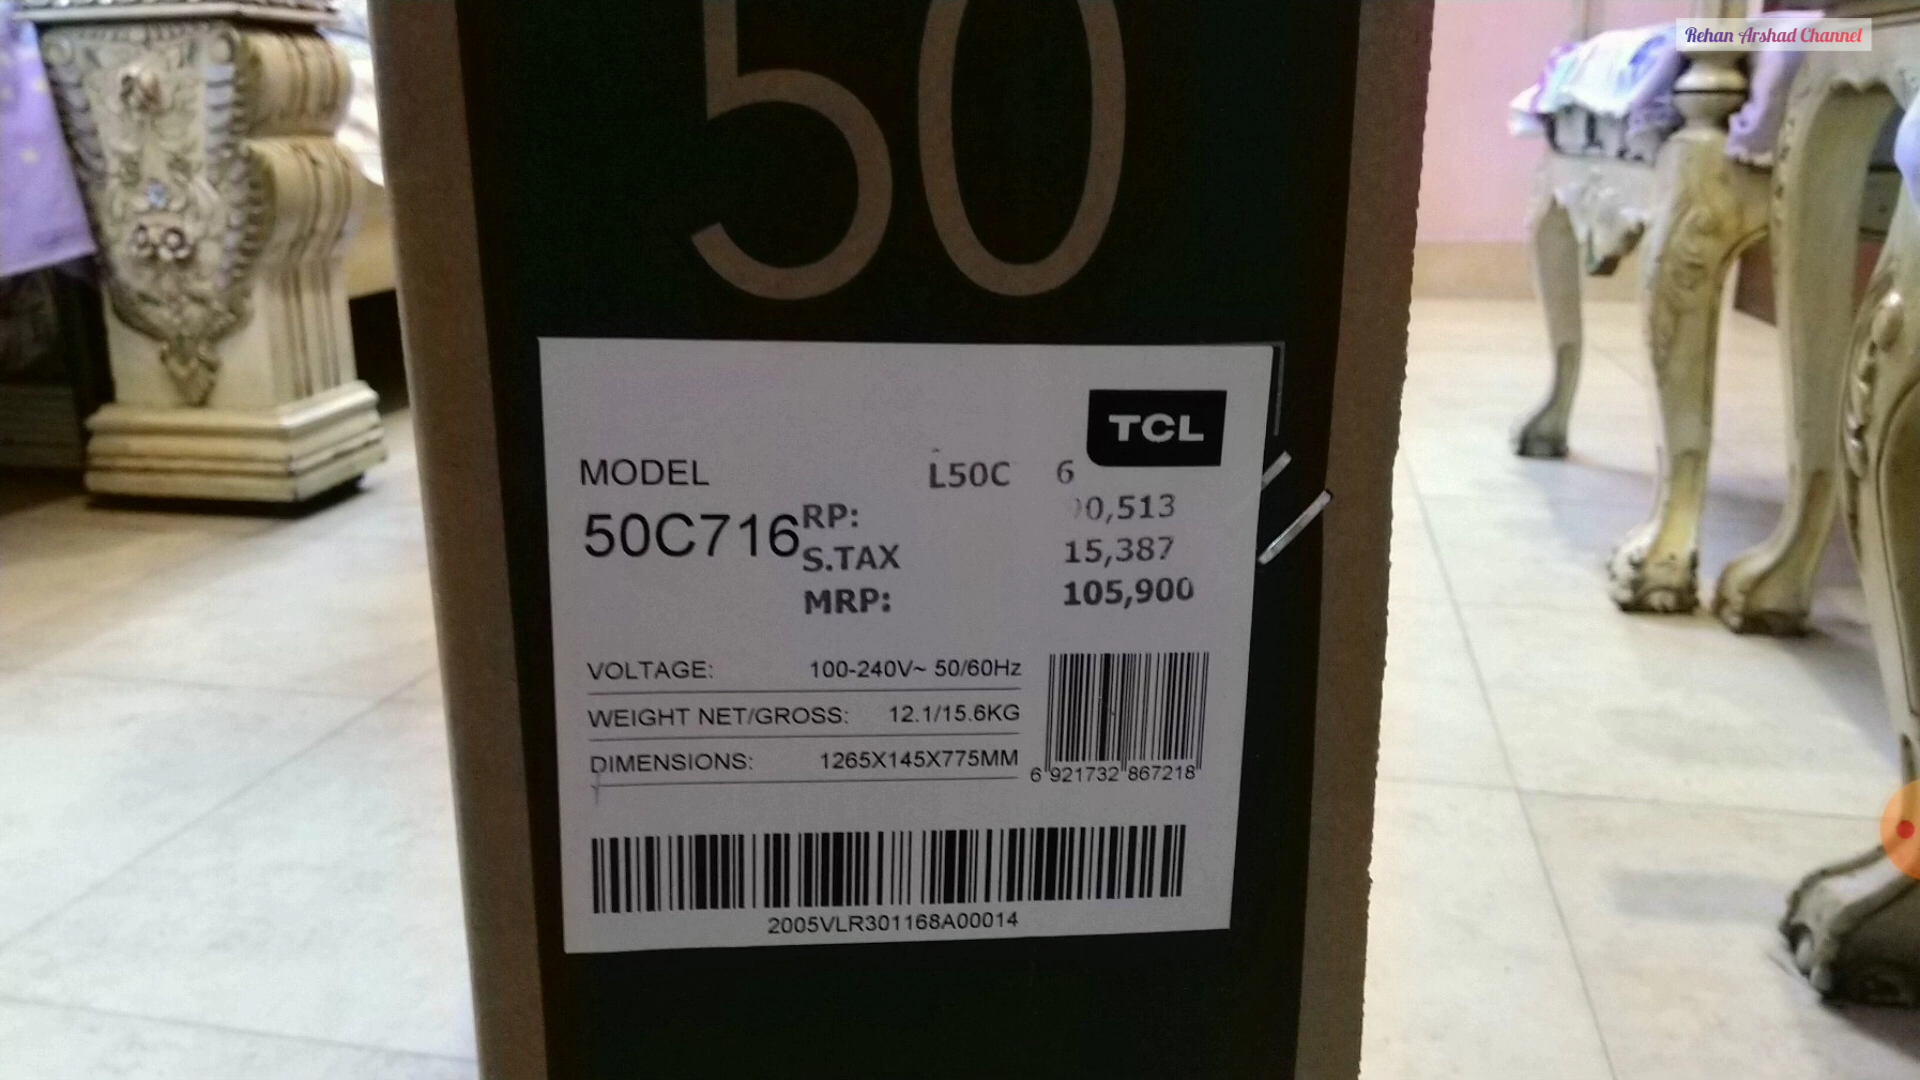 Rehan Arshad Channel
50
TCL
MODEL L50C 6
50C716
RP: 0,513
S.TAX 15,387
MRP: 105,900
VOLTAGE: 100-240V~ 50/60Hz
WEIGHT NET/GROSS: 12.1/15.6KG
DIMENSIONS: 1265X145X775MM
6 921732 867218
2005VLR301168A00014